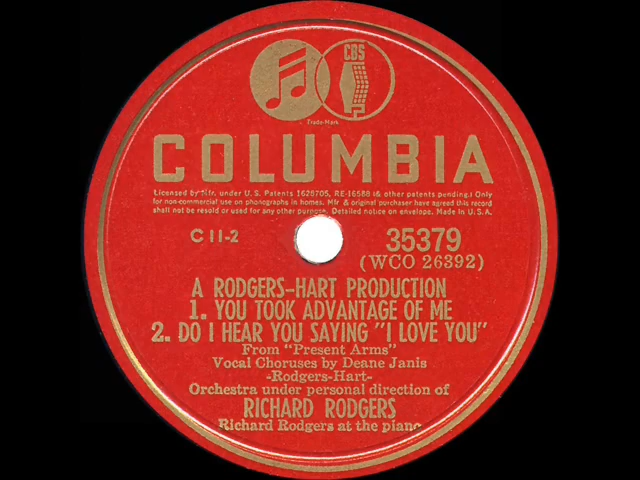 CBS
Trade-Mark
COLUMBIA
Licensed by Mfr. under U.S. Patents 1625705, RE-16588 (& other patents pending.) Only
for non-commercial use on phonographs in homes. Mfr. & original purchaser have agreed this record
shall not be resold or used for any other purpose. Detailed notice on envelope. Made in U.S.A.
C11-2
35379
(WCO 26392)
A RODGERS-HART PRODUCTION
1. YOU TOOK ADVANTAGE OF ME
2. DO I HEAR YOU SAYING "I LOVE YOU"
From "Present Arms"
Vocal Choruses by Deane Janis
-Rodgers-Hart-
Orchestra under personal direction of
RICHARD RODGERS
Richard Rodgers at the piano